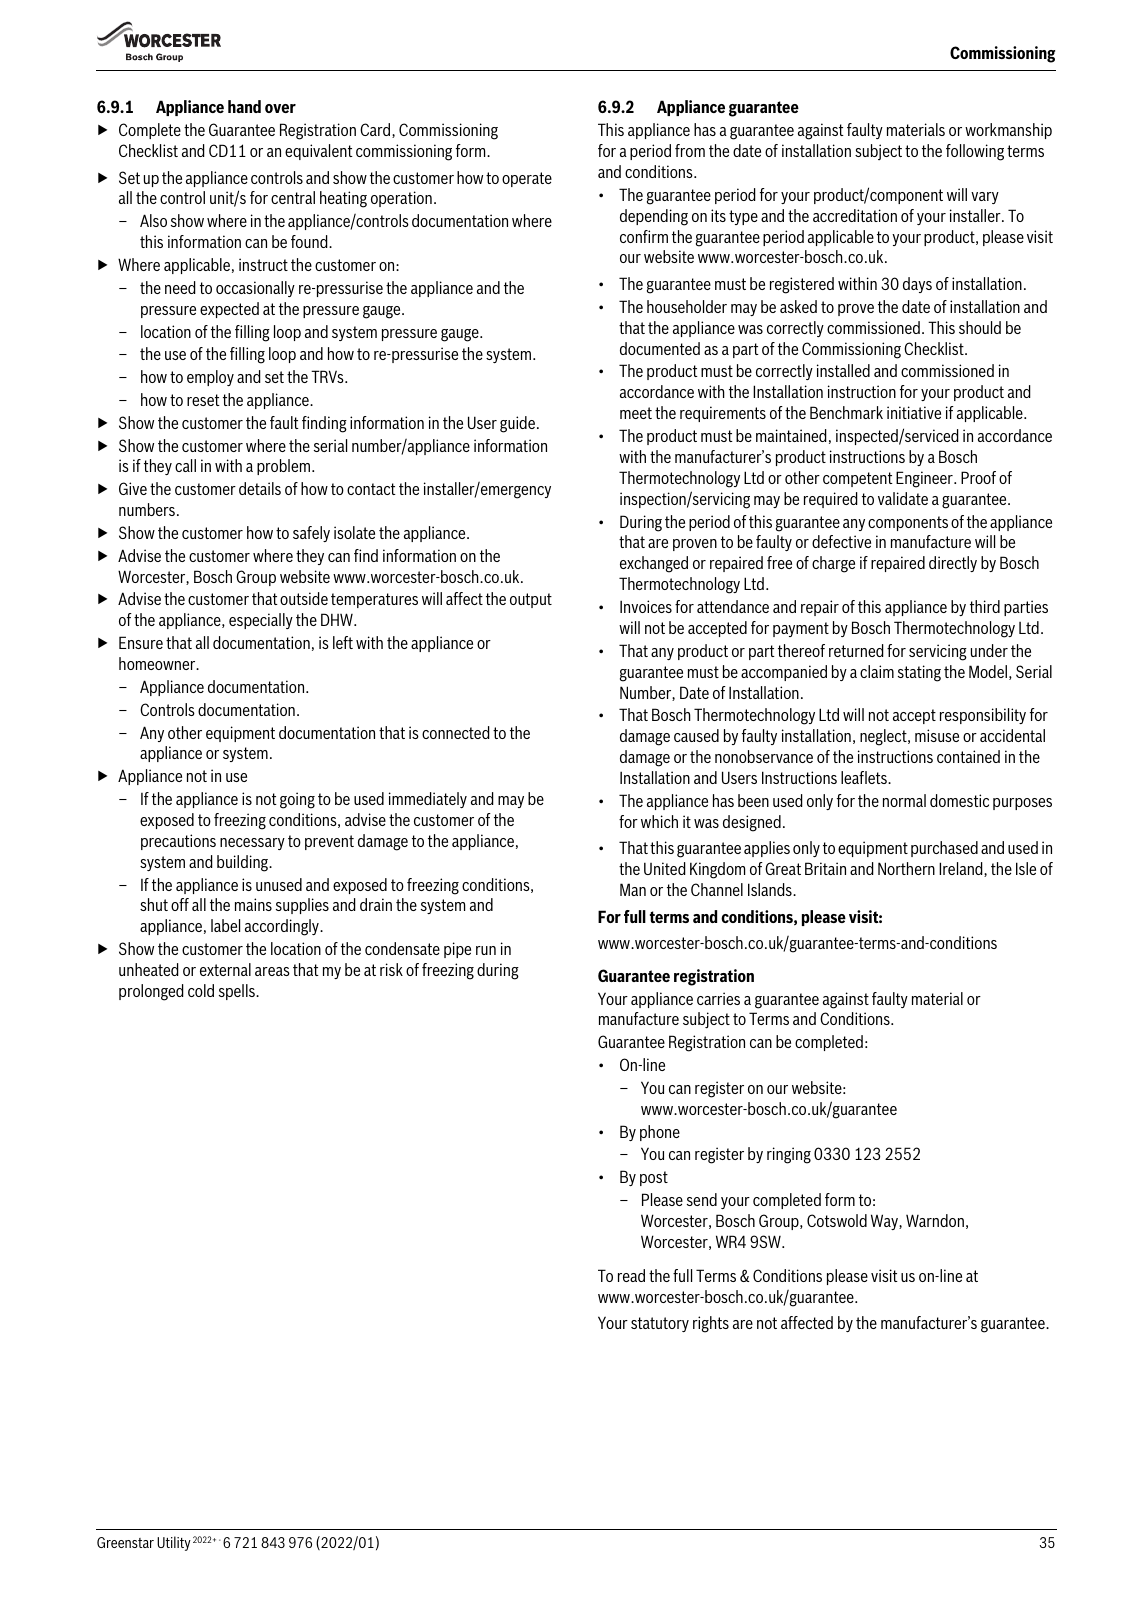 WORCESTER
Bosch Group
Commissioning
6.9.1 Appliance hand over
▶ Complete the Guarantee Registration Card, Commissioning
Checklist and CD11 or an equivalent commissioning form.
▶ Set up the appliance controls and show the customer how to operate
all the control unit/s for central heating operation.
– Also show where in the appliance/controls documentation where
this information can be found.
▶ Where applicable, instruct the customer on:
– the need to occasionally re-pressurise the appliance and the
pressure expected at the pressure gauge.
– location of the filling loop and system pressure gauge.
– the use of the filling loop and how to re-pressurise the system.
– how to employ and set the TRVs.
– how to reset the appliance.
▶ Show the customer the fault finding information in the User guide.
▶ Show the customer where the serial number/appliance information
is if they call in with a problem.
▶ Give the customer details of how to contact the installer/emergency
numbers.
▶ Show the customer how to safely isolate the appliance.
▶ Advise the customer where they can find information on the
Worcester, Bosch Group website www.worcester-bosch.co.uk.
▶ Advise the customer that outside temperatures will affect the output
of the appliance, especially the DHW.
▶ Ensure that all documentation, is left with the appliance or
homeowner.
– Appliance documentation.
– Controls documentation.
– Any other equipment documentation that is connected to the
appliance or system.
▶ Appliance not in use
– If the appliance is not going to be used immediately and may be
exposed to freezing conditions, advise the customer of the
precautions necessary to prevent damage to the appliance,
system and building.
– If the appliance is unused and exposed to freezing conditions,
shut off all the mains supplies and drain the system and
appliance, label accordingly.
▶ Show the customer the location of the condensate pipe run in
unheated or external areas that my be at risk of freezing during
prolonged cold spells.
6.9.2 Appliance guarantee
This appliance has a guarantee against faulty materials or workmanship
for a period from the date of installation subject to the following terms
and conditions.
• The guarantee period for your product/component will vary
depending on its type and the accreditation of your installer. To
confirm the guarantee period applicable to your product, please visit
our website www.worcester-bosch.co.uk.
• The guarantee must be registered within 30 days of installation.
• The householder may be asked to prove the date of installation and
that the appliance was correctly commissioned. This should be
documented as a part of the Commissioning Checklist.
• The product must be correctly installed and commissioned in
accordance with the Installation instruction for your product and
meet the requirements of the Benchmark initiative if applicable.
• The product must be maintained, inspected/serviced in accordance
with the manufacturer’s product instructions by a Bosch
Thermotechnology Ltd or other competent Engineer. Proof of
inspection/servicing may be required to validate a guarantee.
• During the period of this guarantee any components of the appliance
that are proven to be faulty or defective in manufacture will be
exchanged or repaired free of charge if repaired directly by Bosch
Thermotechnology Ltd.
• Invoices for attendance and repair of this appliance by third parties
will not be accepted for payment by Bosch Thermotechnology Ltd.
• That any product or part thereof returned for servicing under the
guarantee must be accompanied by a claim stating the Model, Serial
Number, Date of Installation.
• That Bosch Thermotechnology Ltd will not accept responsibility for
damage caused by faulty installation, neglect, misuse or accidental
damage or the nonobservance of the instructions contained in the
Installation and Users Instructions leaflets.
• The appliance has been used only for the normal domestic purposes
for which it was designed.
• That this guarantee applies only to equipment purchased and used in
the United Kingdom of Great Britain and Northern Ireland, the Isle of
Man or the Channel Islands.
For full terms and conditions, please visit:
www.worcester-bosch.co.uk/guarantee-terms-and-conditions
Guarantee registration
Your appliance carries a guarantee against faulty material or
manufacture subject to Terms and Conditions.
Guarantee Registration can be completed:
• On-line
– You can register on our website:
www.worcester-bosch.co.uk/guarantee
• By phone
– You can register by ringing 0330 123 2552
• By post
– Please send your completed form to:
Worcester, Bosch Group, Cotswold Way, Warndon,
Worcester, WR4 9SW.
To read the full Terms & Conditions please visit us on-line at
www.worcester-bosch.co.uk/guarantee.
Your statutory rights are not affected by the manufacturer’s guarantee.
Greenstar Utility 2022+ · 6 721 843 976 (2022/01)
35